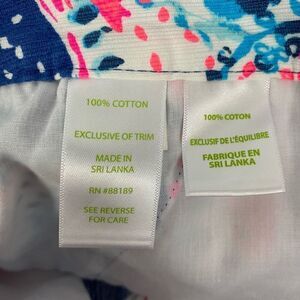 100% COTTON
EXCLUSIVE OF TRIM
MADE IN
SRI LANKA
RN #88189
SEE REVERSE
FOR CARE
100% COTON
EXCLUSIF DE L'ÉQUILIBRE
FABRIQUE EN
SRI LANKA